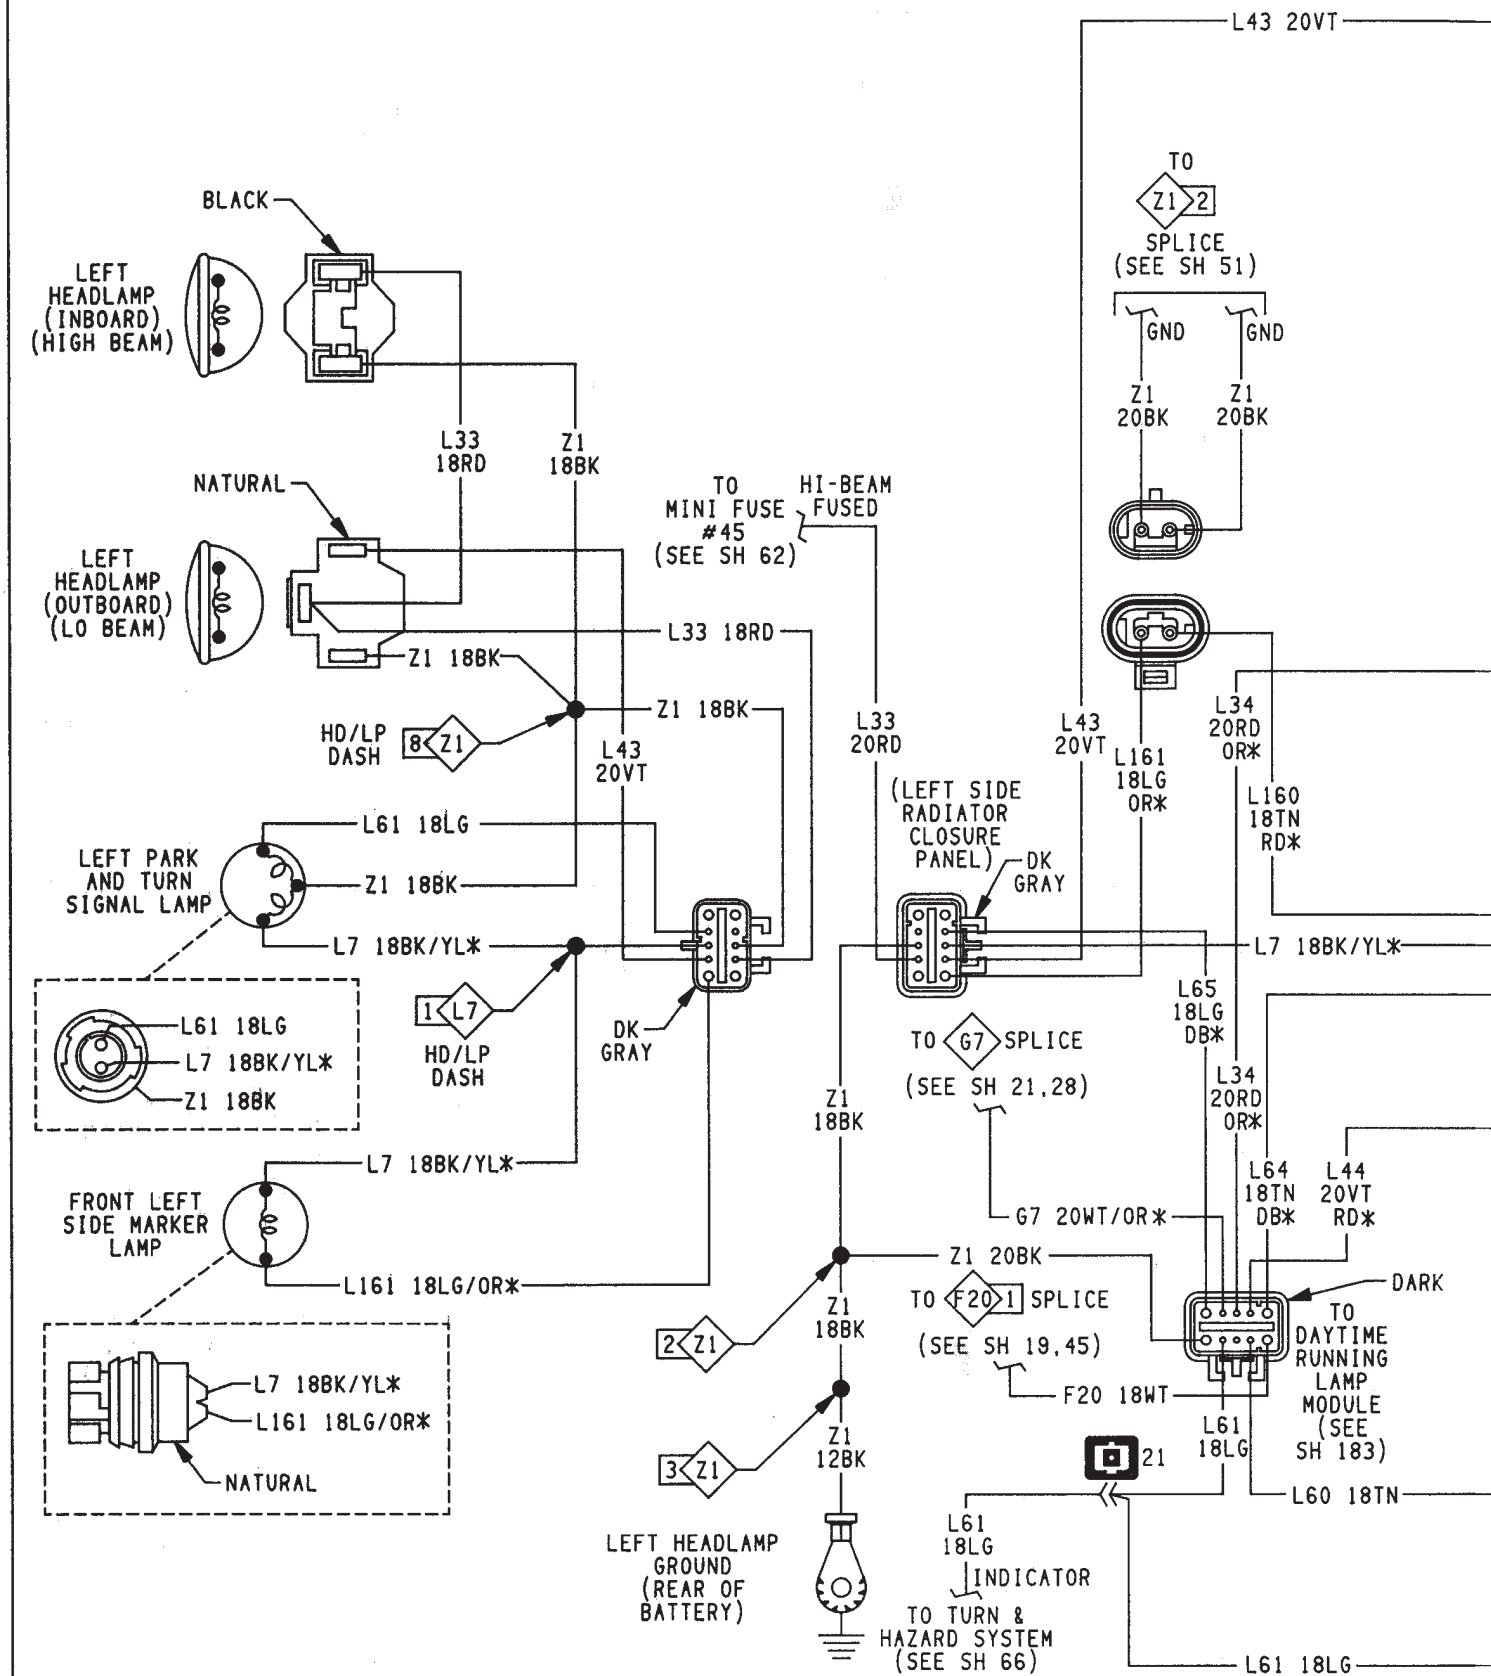 L43 20VT
TO
Z1 2
SPLICE
(SEE SH 51)
GND
GND
Z1
20BK
Z1
20BK
BLACK
LEFT
HEADLAMP
(INBOARD)
(HIGH BEAM)
L33
18RD
Z1
18BK
NATURAL
LEFT
HEADLAMP
(OUTBOARD)
(LO BEAM)
TO
MINI FUSE
#45
(SEE SH 62)
HI-BEAM
FUSED
L33 18RD
Z1 18BK
Z1 18BK
HD/LP
DASH
8 Z1
L43
20VT
L33
20RD
L43
20VT
L161
18LG
OR*
L34
20RD
OR*
L160
18TN
RD*
(LEFT SIDE
RADIATOR
CLOSURE
PANEL)
DK
GRAY
L61 18LG
LEFT PARK
AND TURN
SIGNAL LAMP
Z1 18BK
L7 18BK/YL*
L7 18BK/YL*
1 L7
HD/LP
DASH
DK
GRAY
L61 18LG
L7 18BK/YL*
Z1 18BK
L65
18LG
DB*
TO G7 SPLICE
(SEE SH 21,28)
L34
20RD
OR*
Z1
18BK
L7 18BK/YL*
FRONT LEFT
SIDE MARKER
LAMP
L161 18LG/OR*
L64
18TN
DB*
L44
20VT
RD*
G7 20WT/OR*
Z1 20BK
DARK
TO F20 1 SPLICE
(SEE SH 19,45)
Z1
18BK
2 Z1
TO
DAYTIME
RUNNING
LAMP
MODULE
(SEE
SH 183)
F20 18WT
L7 18BK/YL*
L161 18LG/OR*
NATURAL
L61
18LG
21
3 Z1
Z1
12BK
L60 18TN
L61
18LG
INDICATOR
LEFT HEADLAMP
GROUND
(REAR OF
BATTERY)
TO TURN &
HAZARD SYSTEM
(SEE SH 66)
L61 18LG